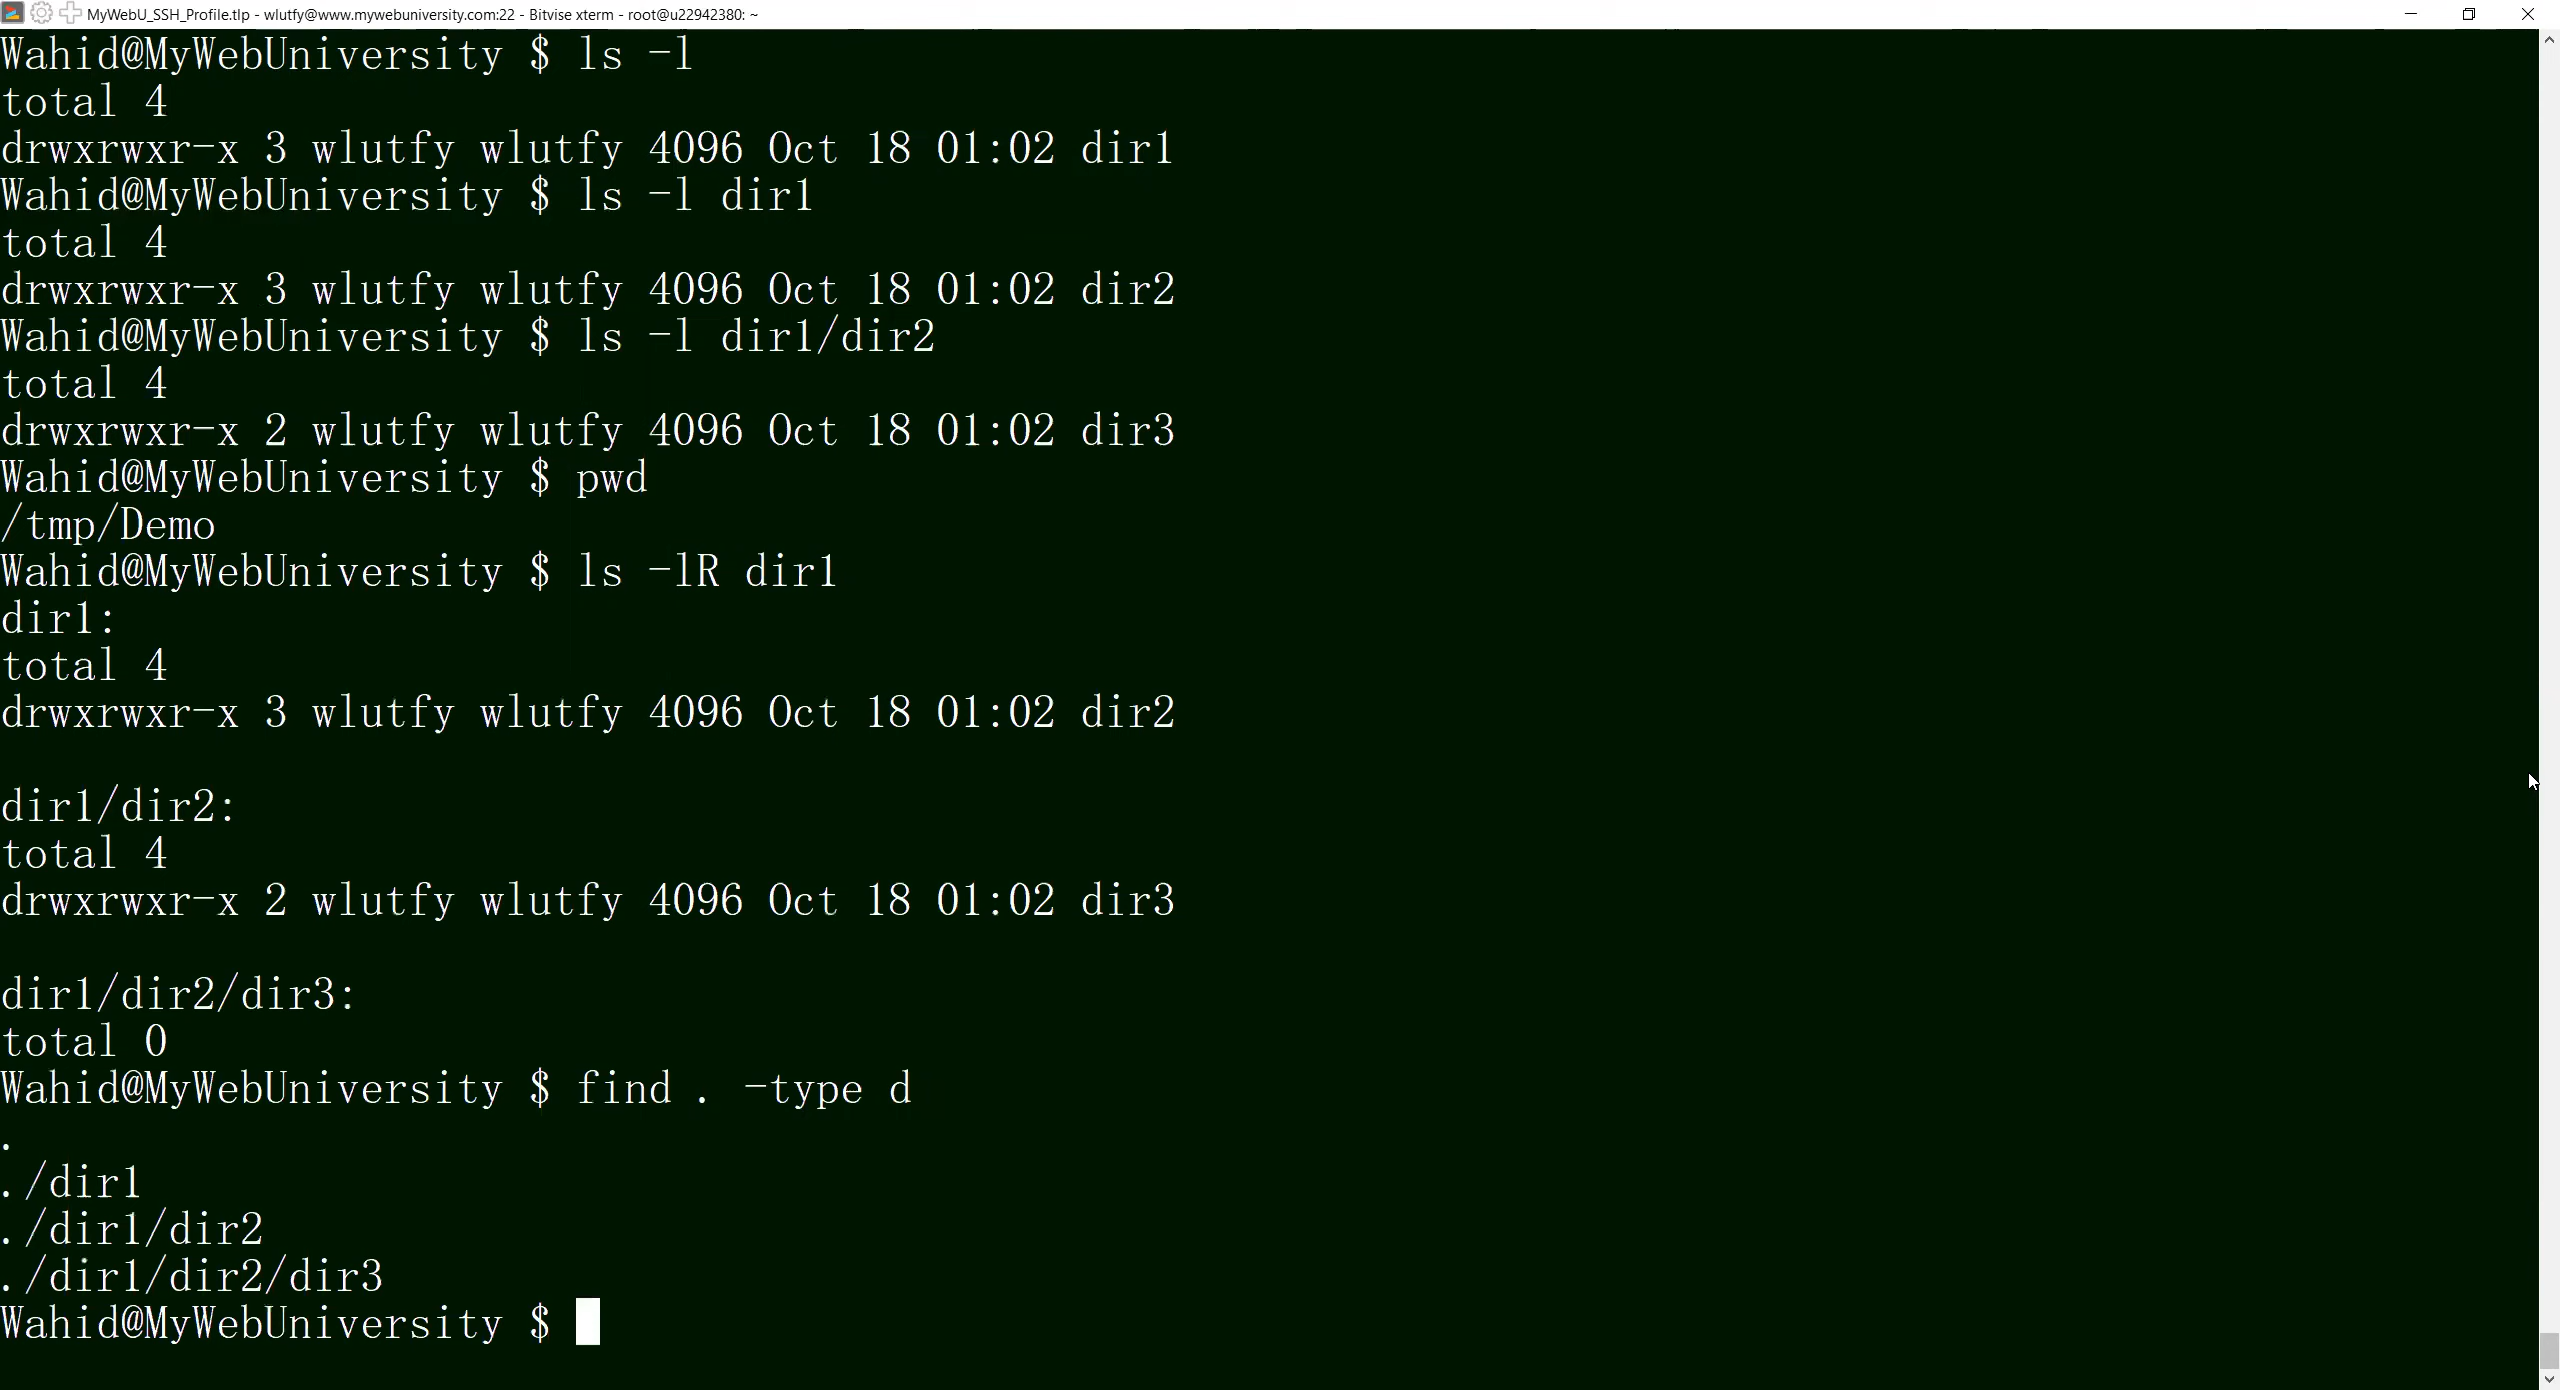 MyWebU_SSH_Profile.tlp - wlutfy@www.mywebuniversity.com:22 - Bitvise xterm - root@u22942380: ~
Wahid@MyWebUniversity $ ls -l
total 4
drwxrwxr-x 3 wlutfy wlutfy 4096 Oct 18 01:02 dir1
Wahid@MyWebUniversity $ ls -l dir1
total 4
drwxrwxr-x 3 wlutfy wlutfy 4096 Oct 18 01:02 dir2
Wahid@MyWebUniversity $ ls -l dir1/dir2
total 4
drwxrwxr-x 2 wlutfy wlutfy 4096 Oct 18 01:02 dir3
Wahid@MyWebUniversity $ pwd
/tmp/Demo
Wahid@MyWebUniversity $ ls -lR dir1
dir1:
total 4
drwxrwxr-x 3 wlutfy wlutfy 4096 Oct 18 01:02 dir2

dir1/dir2:
total 4
drwxrwxr-x 2 wlutfy wlutfy 4096 Oct 18 01:02 dir3

dir1/dir2/dir3:
total 0
Wahid@MyWebUniversity $ find . -type d
.
./dir1
./dir1/dir2
./dir1/dir2/dir3
Wahid@MyWebUniversity $